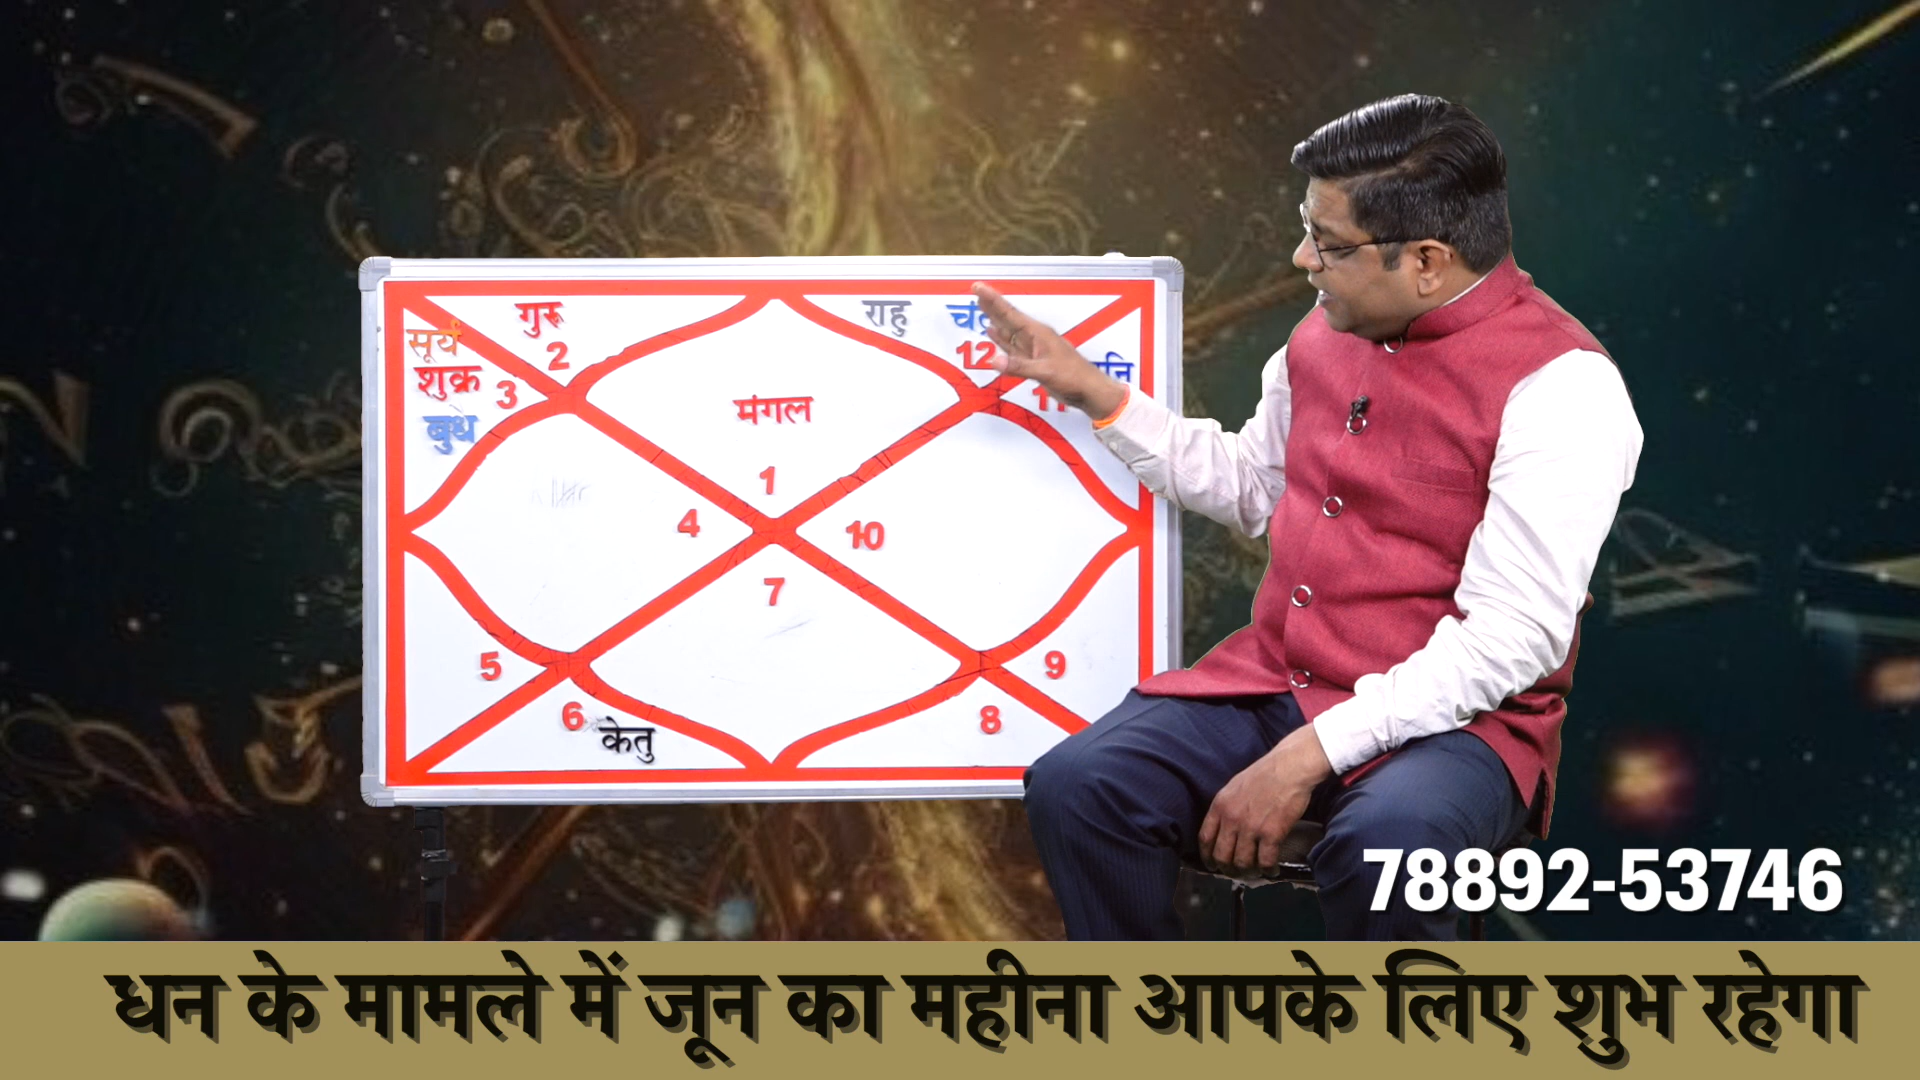 गुरू
राहु
सूर्य
2
12
शुक्र
3
11
बुध
मंगल
1
4
10
7
5
9
6
8
केतु
78892-53746
धन के मामले में जून का महीना आपके लिए शुभ रहेगा